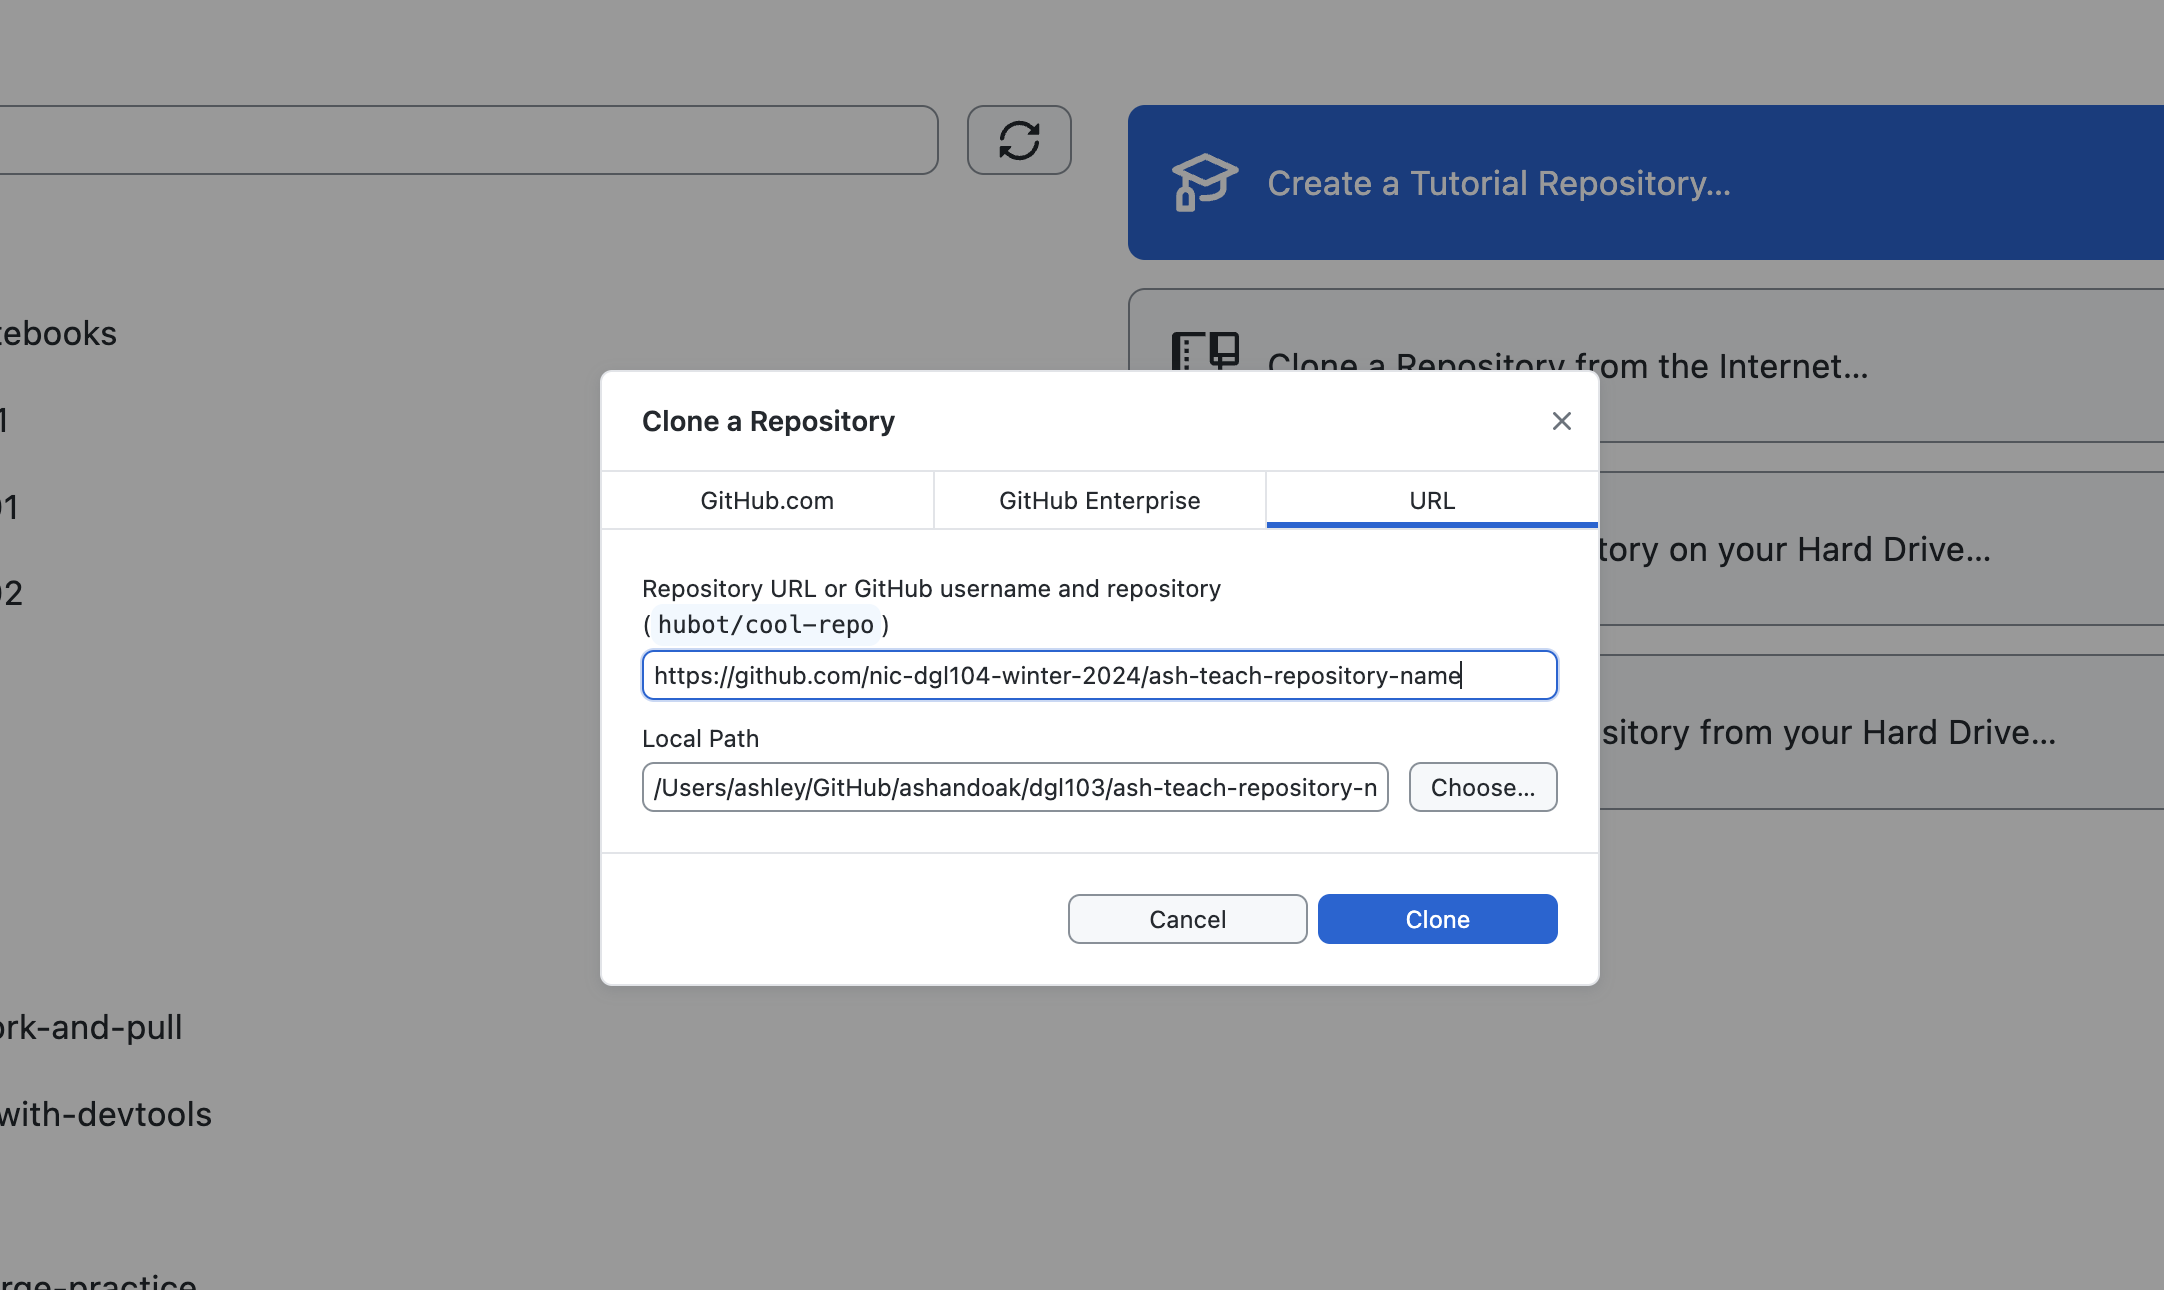 Create a Tutorial Repository...
Clone a Repository from the Internet...
tory on your Hard Drive...
sitory from your Hard Drive...
tebooks
1
01
02
ork-and-pull
with-devtools
rge-practice
Clone a Repository
GitHub.com
GitHub Enterprise
URL
Repository URL or GitHub username and repository
(hubot/cool-repo)
https://github.com/nic-dgl104-winter-2024/ash-teach-repository-name
Local Path
/Users/ashley/GitHub/ashandoak/dgl103/ash-teach-repository-n
Choose...
Cancel
Clone